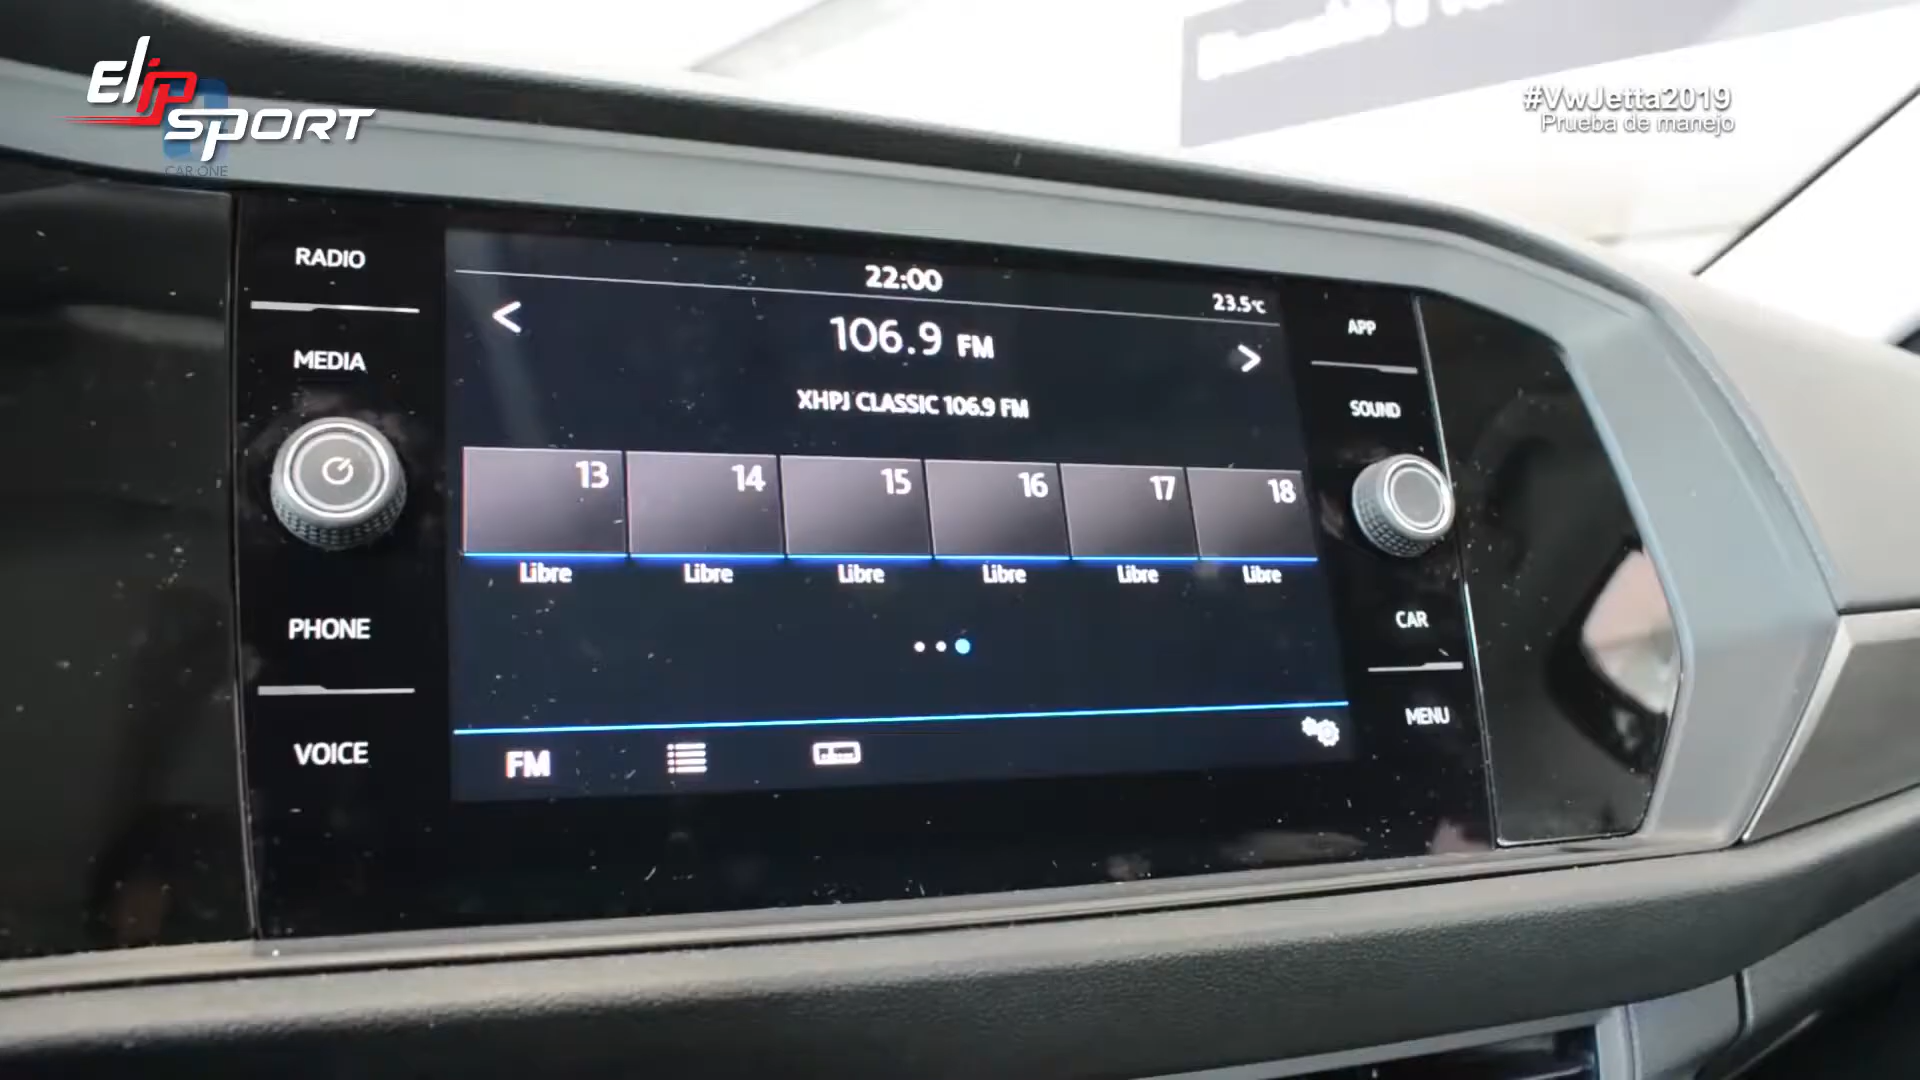 Elip
SPORT
CAR ONE
#VwJetta2019
Prueba de manejo
RADIO
MEDIA
PHONE
VOICE
22:00
23.5°C
<
106.9 FM
>
XHPJ CLASSIC 106.9 FM
13
14
15
16
17
18
Libre
Libre
Libre
Libre
Libre
Libre
FM
APP
SOUND
CAR
MENU